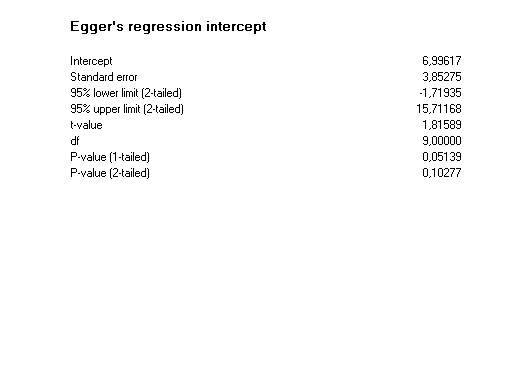 Egger's regression intercept
Intercept 6,99617
Standard error 3,85275
95% lower limit (2-tailed) -1,71935
95% upper limit (2-tailed) 15,71168
t-value 1,81589
df 9,00000
P-value (1-tailed) 0,05139
P-value (2-tailed) 0,10277